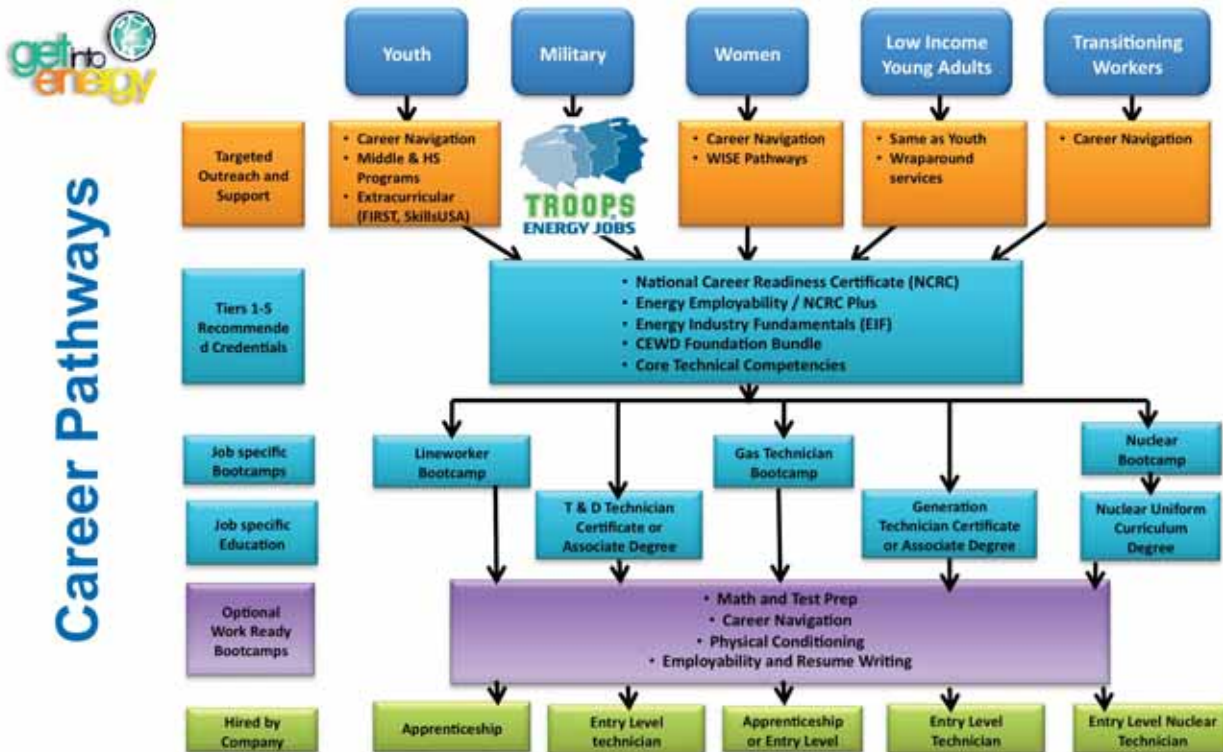 get into
energy
Career Pathways
Youth
Military
Women
Low Income
Young Adults
Transitioning
Workers
Targeted
Outreach and
Support
• Career Navigation
• Middle & HS
Programs
• Extracurricular
(FIRST, SkillsUSA)
TROOPS
ENERGY JOBS
• Career Navigation
• WISE Pathways
• Same as Youth
• Wraparound
services
• Career Navigation
Tiers 1-5
Recommende
d Credentials
• National Career Readiness Certificate (NCRC)
• Energy Employability / NCRC Plus
• Energy Industry Fundamentals (EIF)
• CEWD Foundation Bundle
• Core Technical Competencies
Job specific
Bootcamps
Lineworker
Bootcamp
Gas Technician
Bootcamp
Nuclear
Bootcamp
Job specific
Education
T & D Technician
Certificate or
Associate Degree
Generation
Technician Certificate
or Associate Degree
Nuclear Uniform
Curriculum
Degree
Optional
Work Ready
Bootcamps
• Math and Test Prep
• Career Navigation
• Physical Conditioning
• Employability and Resume Writing
Hired by
Company
Apprenticeship
Entry Level
technician
Apprenticeship
or Entry Level
Entry Level
Technician
Entry Level Nuclear
Technician